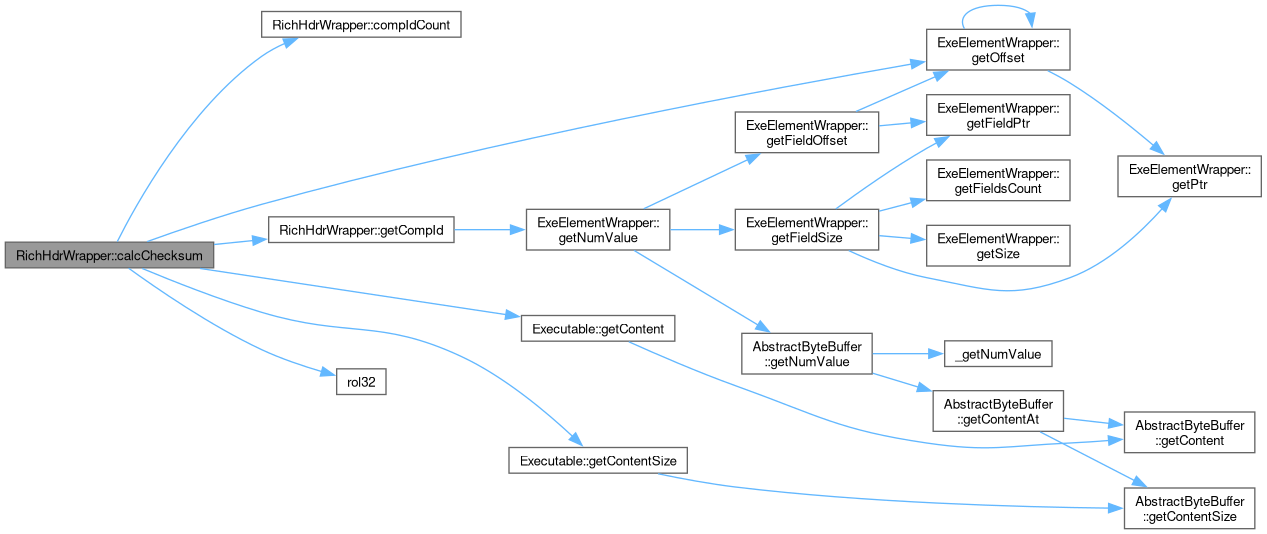 RichHdrWrapper::calcChecksum
RichHdrWrapper::compIdCount
RichHdrWrapper::getCompId
Executable::getContent
rol32
Executable::getContentSize
ExeElementWrapper::
getNumValue
ExeElementWrapper::
getFieldOffset
ExeElementWrapper::
getFieldSize
AbstractByteBuffer
::getNumValue
ExeElementWrapper::
getOffset
ExeElementWrapper::
getFieldPtr
ExeElementWrapper::
getFieldsCount
ExeElementWrapper::
getSize
_getNumValue
AbstractByteBuffer
::getContentAt
ExeElementWrapper::
getPtr
AbstractByteBuffer
::getContent
AbstractByteBuffer
::getContentSize